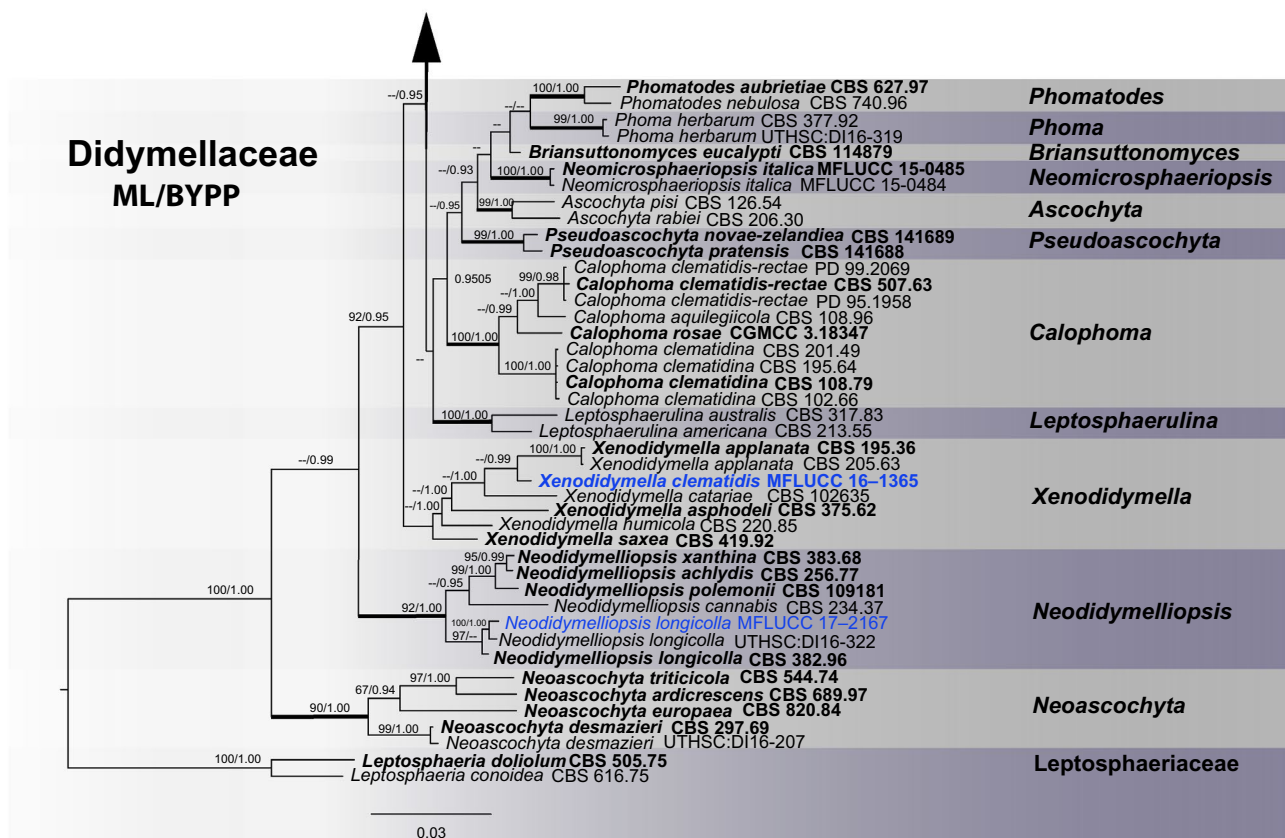 Didymellaceae
ML/BYPP
--/0.95
100/1.00
Phomatodes aubrietiae CBS 627.97
Phomatodes nebulosa CBS 740.96
Phomatodes
--/--
99/1.00
Phoma herbarum CBS 377.92
Phoma herbarum UTHSC:DI16-319
Phoma
--
Briansuttonomyces eucalypti CBS 114879
Briansuttonomyces
--/0.93
100/1.00
Neomicrosphaeriopsis italica MFLUCC 15-0485
Neomicrosphaeriopsis italica MFLUCC 15-0484
Neomicrosphaeriopsis
99/1.00
Ascochyta pisi CBS 126.54
Ascochyta rabiei CBS 206.30
Ascochyta
--/0.95
99/1.00
Pseudoascochyta novae-zelandiea CBS 141689
Pseudoascochyta pratensis CBS 141688
Pseudoascochyta
0.9505
99/0.98
Calophoma clematidis-rectae PD 99.2069
Calophoma clematidis-rectae CBS 507.63
Calophoma clematidis-rectae PD 95.1958
--/1.00
Calophoma aquilegiicola CBS 108.96
--/0.99
Calophoma rosae CGMCC 3.18347
100/1.00
Calophoma clematidina CBS 201.49
Calophoma clematidina CBS 195.64
100/1.00
Calophoma clematidina CBS 108.79
Calophoma clematidina CBS 102.66
Calophoma
92/0.95
--
100/1.00
Leptosphaerulina australis CBS 317.83
Leptosphaerulina americana CBS 213.55
Leptosphaerulina
100/1.00
Xenodidymella applanata CBS 195.36
Xenodidymella applanata CBS 205.63
--/0.99
Xenodidymella clematidis MFLUCC 16–1365
--/1.00
Xenodidymella catariae CBS 102635
--/1.00
Xenodidymella asphodeli CBS 375.62
--/1.00
Xenodidymella humicola CBS 220.85
Xenodidymella saxea CBS 419.92
Xenodidymella
--/0.99
95/0.99
Neodidymelliopsis xanthina CBS 383.68
99/1.00
Neodidymelliopsis achlydis CBS 256.77
--/0.95
Neodidymelliopsis polemonii CBS 109181
Neodidymelliopsis cannabis CBS 234.37
92/1.00
100/1.00
Neodidymelliopsis longicolla MFLUCC 17–2167
97/--
Neodidymelliopsis longicolla UTHSC:DI16-322
Neodidymelliopsis longicolla CBS 382.96
Neodidymelliopsis
100/1.00
97/1.00
Neoascochyta triticicola CBS 544.74
67/0.94
Neoascochyta ardicrescens CBS 689.97
Neoascochyta europaea CBS 820.84
90/1.00
99/1.00
Neoascochyta desmazieri CBS 297.69
Neoascochyta desmazieri UTHSC:DI16-207
Neoascochyta
100/1.00
Leptosphaeria doliolum CBS 505.75
Leptosphaeria conoidea CBS 616.75
Leptosphaeriaceae
0.03